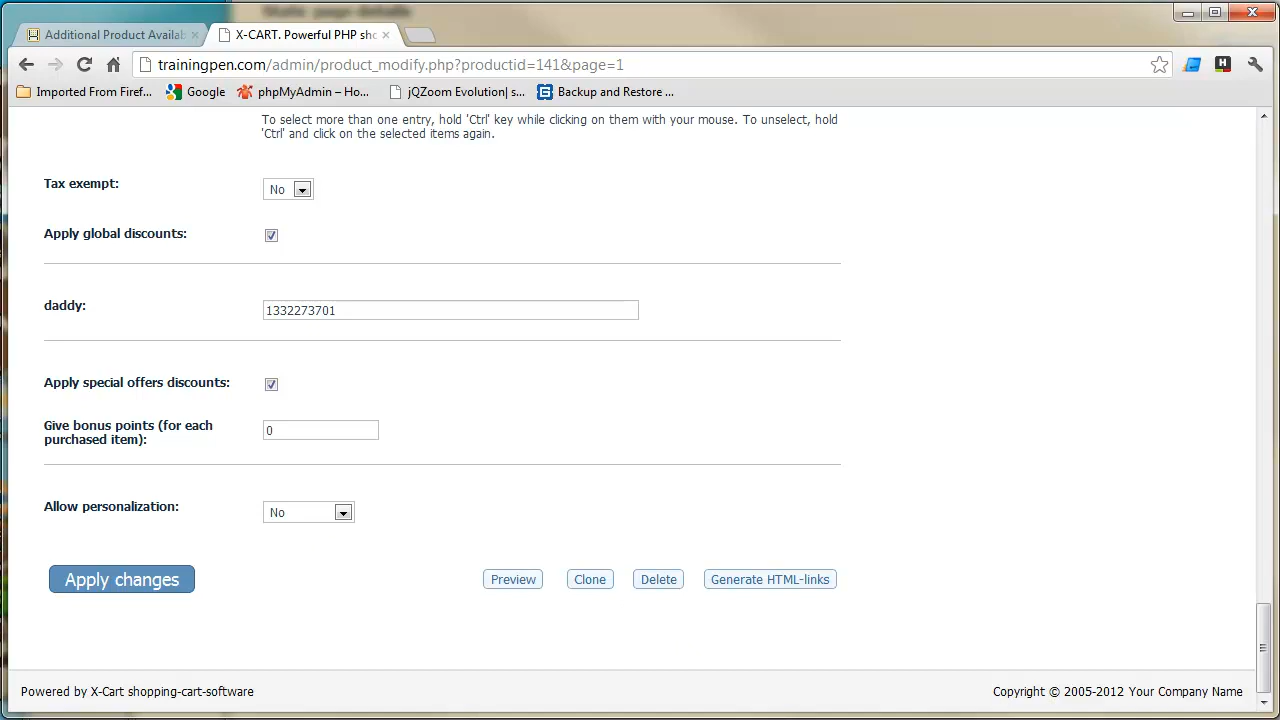 Static page details
Additional Product Availab
X-CART. Powerful PHP sho
trainingpen.com/admin/product_modify.php?productid=141&page=1
Imported From Firef... Google phpMyAdmin – Ho... jQZoom Evolution| s... Backup and Restore ...
To select more than one entry, hold 'Ctrl' key while clicking on them with your mouse. To unselect, hold
'Ctrl' and click on the selected items again.
Tax exempt: No
Apply global discounts:
daddy: 1332273701
Apply special offers discounts:
Give bonus points (for each
purchased item): 0
Allow personalization: No
Apply changes Preview Clone Delete Generate HTML-links
Powered by X-Cart shopping-cart-software Copyright © 2005-2012 Your Company Name